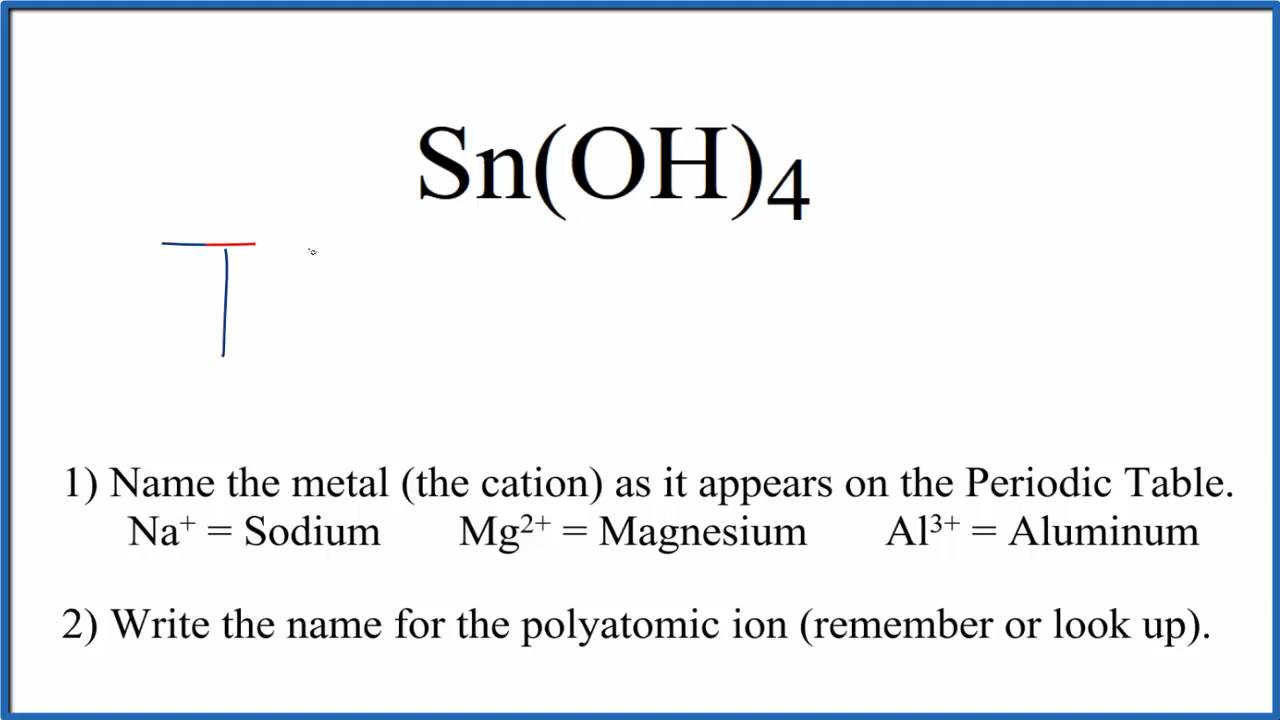 Sn(OH)₄
T
1) Name the metal (the cation) as it appears on the Periodic Table.
Na⁺ = Sodium Mg²⁺ = Magnesium Al³⁺ = Aluminum
2) Write the name for the polyatomic ion (remember or look up).